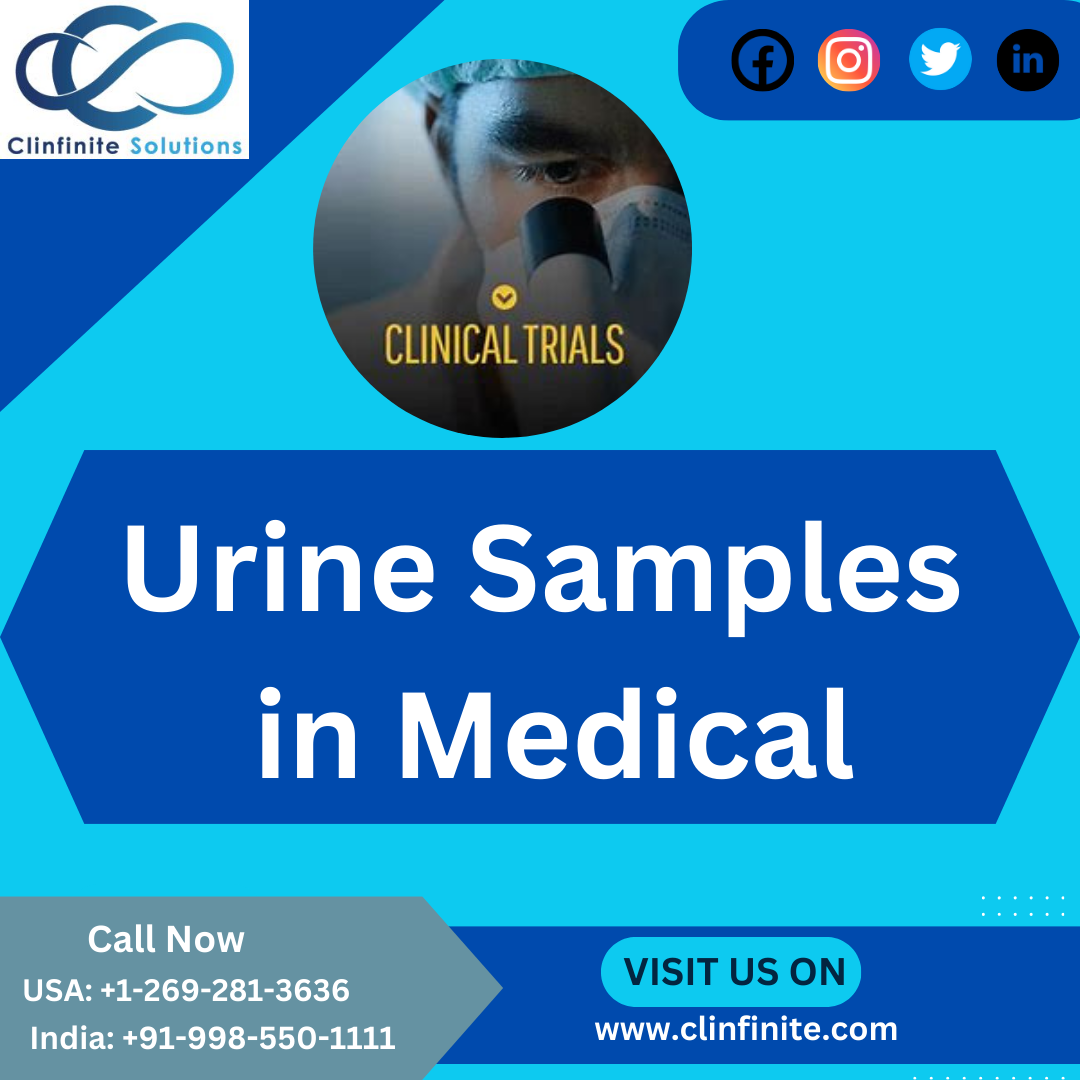 Clinfinite Solutions
CLINICAL TRIALS
Urine Samples
in Medical
Call Now
USA: +1-269-281-3636
India: +91-998-550-1111
VISIT US ON
www.clinfinite.com